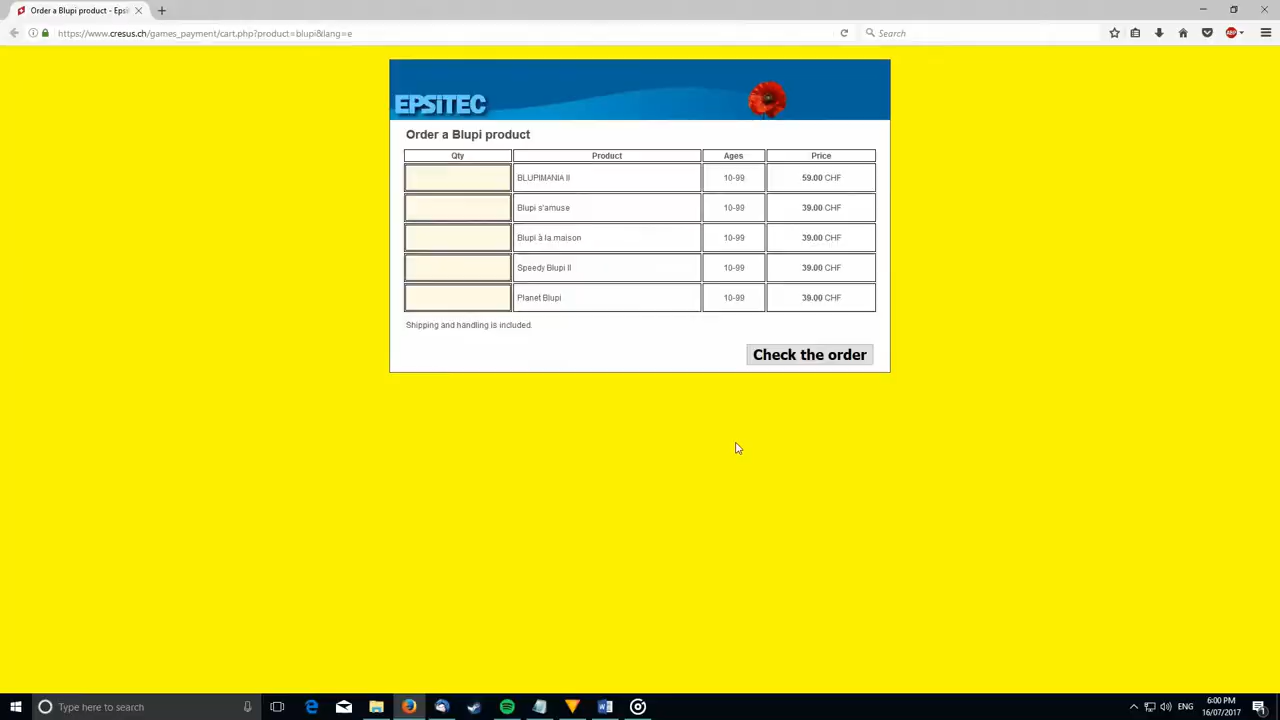 Order a Blupi product - Epsit
https://www.cresus.ch/games_payment/cart.php?product=blupi&lang=e
Search
ABP
EPSITEC
Order a Blupi product
Qty Product Ages Price
BLUPIMANIA II 10-99 59.00 CHF
Blupi s'amuse 10-99 39.00 CHF
Blupi à la maison 10-99 39.00 CHF
Speedy Blupi II 10-99 39.00 CHF
Planet Blupi 10-99 39.00 CHF
Shipping and handling is included.
Check the order
Type here to search
ENG
6:00 PM
16/07/2017